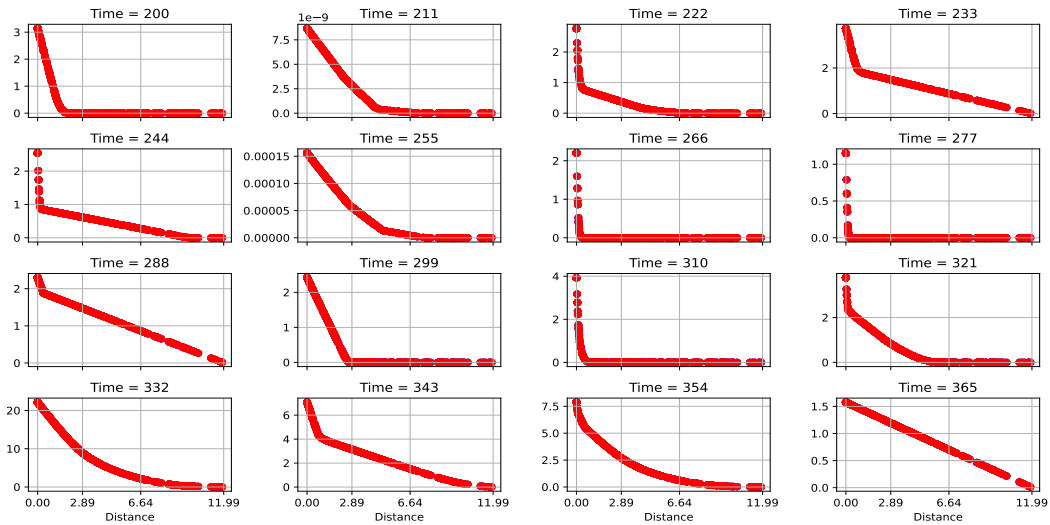 Time = 200
Time = 211
Time = 222
Time = 233
3
2
1
0
1e−9
7.5
5.0
2.5
0.0
2
1
0
2
0
Time = 244
Time = 255
Time = 266
Time = 277
2
1
0
0.00015
0.00010
0.00005
0.00000
2
1
0
1.0
0.5
0.0
Time = 288
Time = 299
Time = 310
Time = 321
2
1
0
2
1
0
4
2
0
2
0
Time = 332
Time = 343
Time = 354
Time = 365
20
10
0
6
4
2
0
7.5
5.0
2.5
0.0
1.5
1.0
0.5
0.0
0.00 2.89 6.64 11.99
0.00 2.89 6.64 11.99
0.00 2.89 6.64 11.99
0.00 2.89 6.64 11.99
Distance
Distance
Distance
Distance